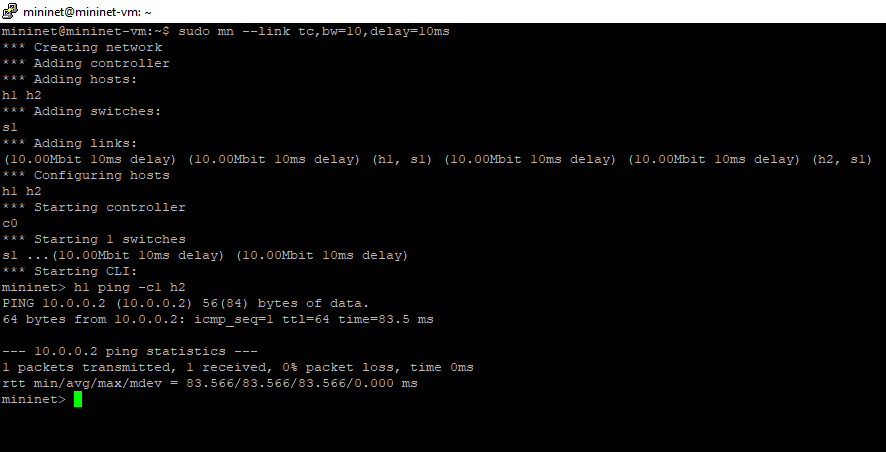 mininet@mininet-vm: ~
mininet@mininet-vm:~$ sudo mn --link tc,bw=10,delay=10ms
*** Creating network
*** Adding controller
*** Adding hosts:
h1 h2
*** Adding switches:
s1
*** Adding links:
(10.00Mbit 10ms delay) (10.00Mbit 10ms delay) (h1, s1) (10.00Mbit 10ms delay) (10.00Mbit 10ms delay) (h2, s1)
*** Configuring hosts
h1 h2
*** Starting controller
c0
*** Starting 1 switches
s1 ...(10.00Mbit 10ms delay) (10.00Mbit 10ms delay)
*** Starting CLI:
mininet> h1 ping -c1 h2
PING 10.0.0.2 (10.0.0.2) 56(84) bytes of data.
64 bytes from 10.0.0.2: icmp_seq=1 ttl=64 time=83.5 ms

--- 10.0.0.2 ping statistics ---
1 packets transmitted, 1 received, 0% packet loss, time 0ms
rtt min/avg/max/mdev = 83.566/83.566/83.566/0.000 ms
mininet>